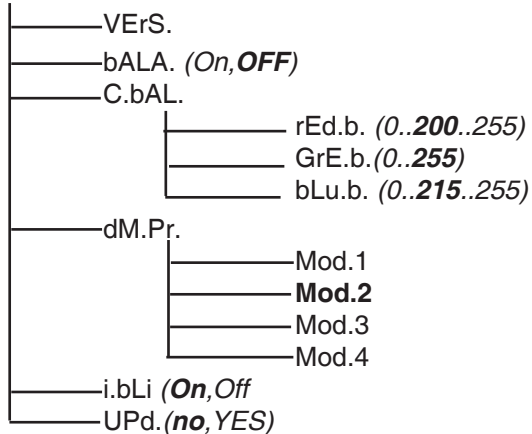 VErS.
bALA. (On,OFF)
C.bAL.
rEd.b. (0..200..255)
GrE.b.(0..255)
bLu.b. (0..215..255)
dM.Pr.
Mod.1
Mod.2
Mod.3
Mod.4
i.bLi (On,Off
UPd.(no,YES)